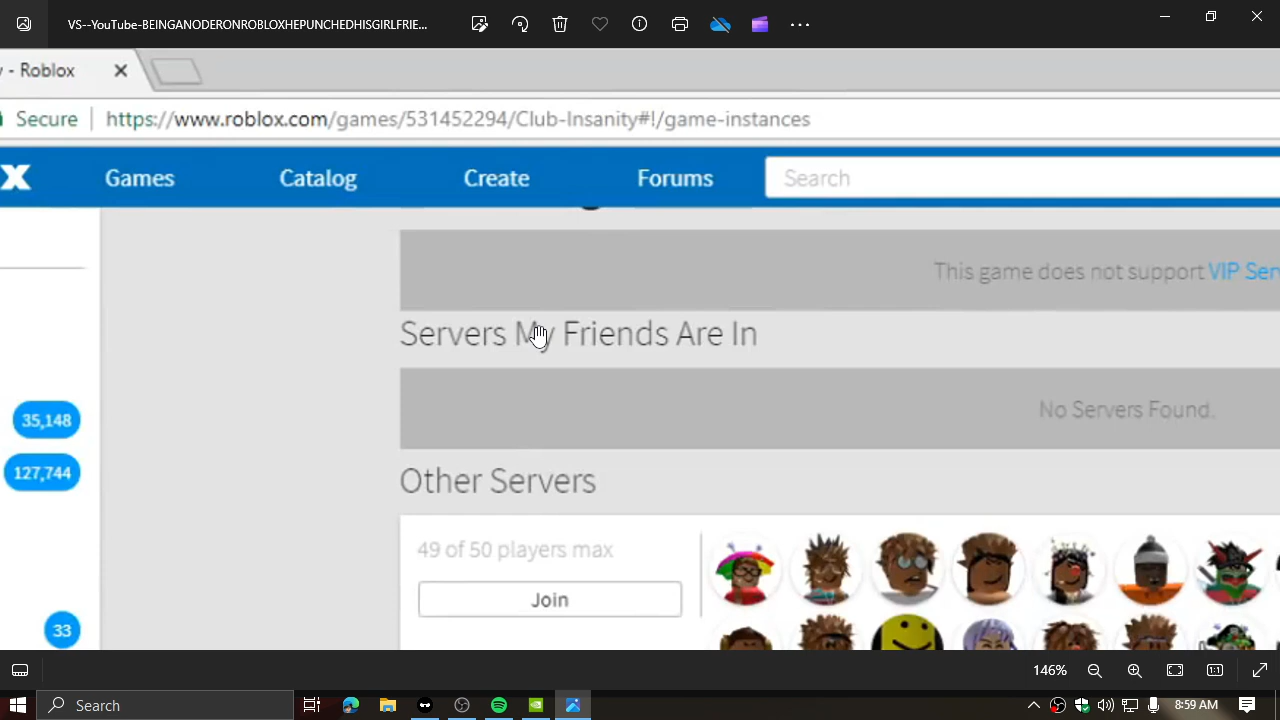 VS--YouTube-BEINGANODERONROBLOXHEPUNCHEDHISGIRLFRIE...
- Roblox
Secure
https://www.roblox.com/games/531452294/Club-Insanity#!/game-instances
X Games Catalog Create Forums Search
This game does not support VIP Ser
Servers My Friends Are In
No Servers Found.
35,148
127,744
Other Servers
49 of 50 players max
Join
33
146%
1:1
Search
8:59 AM